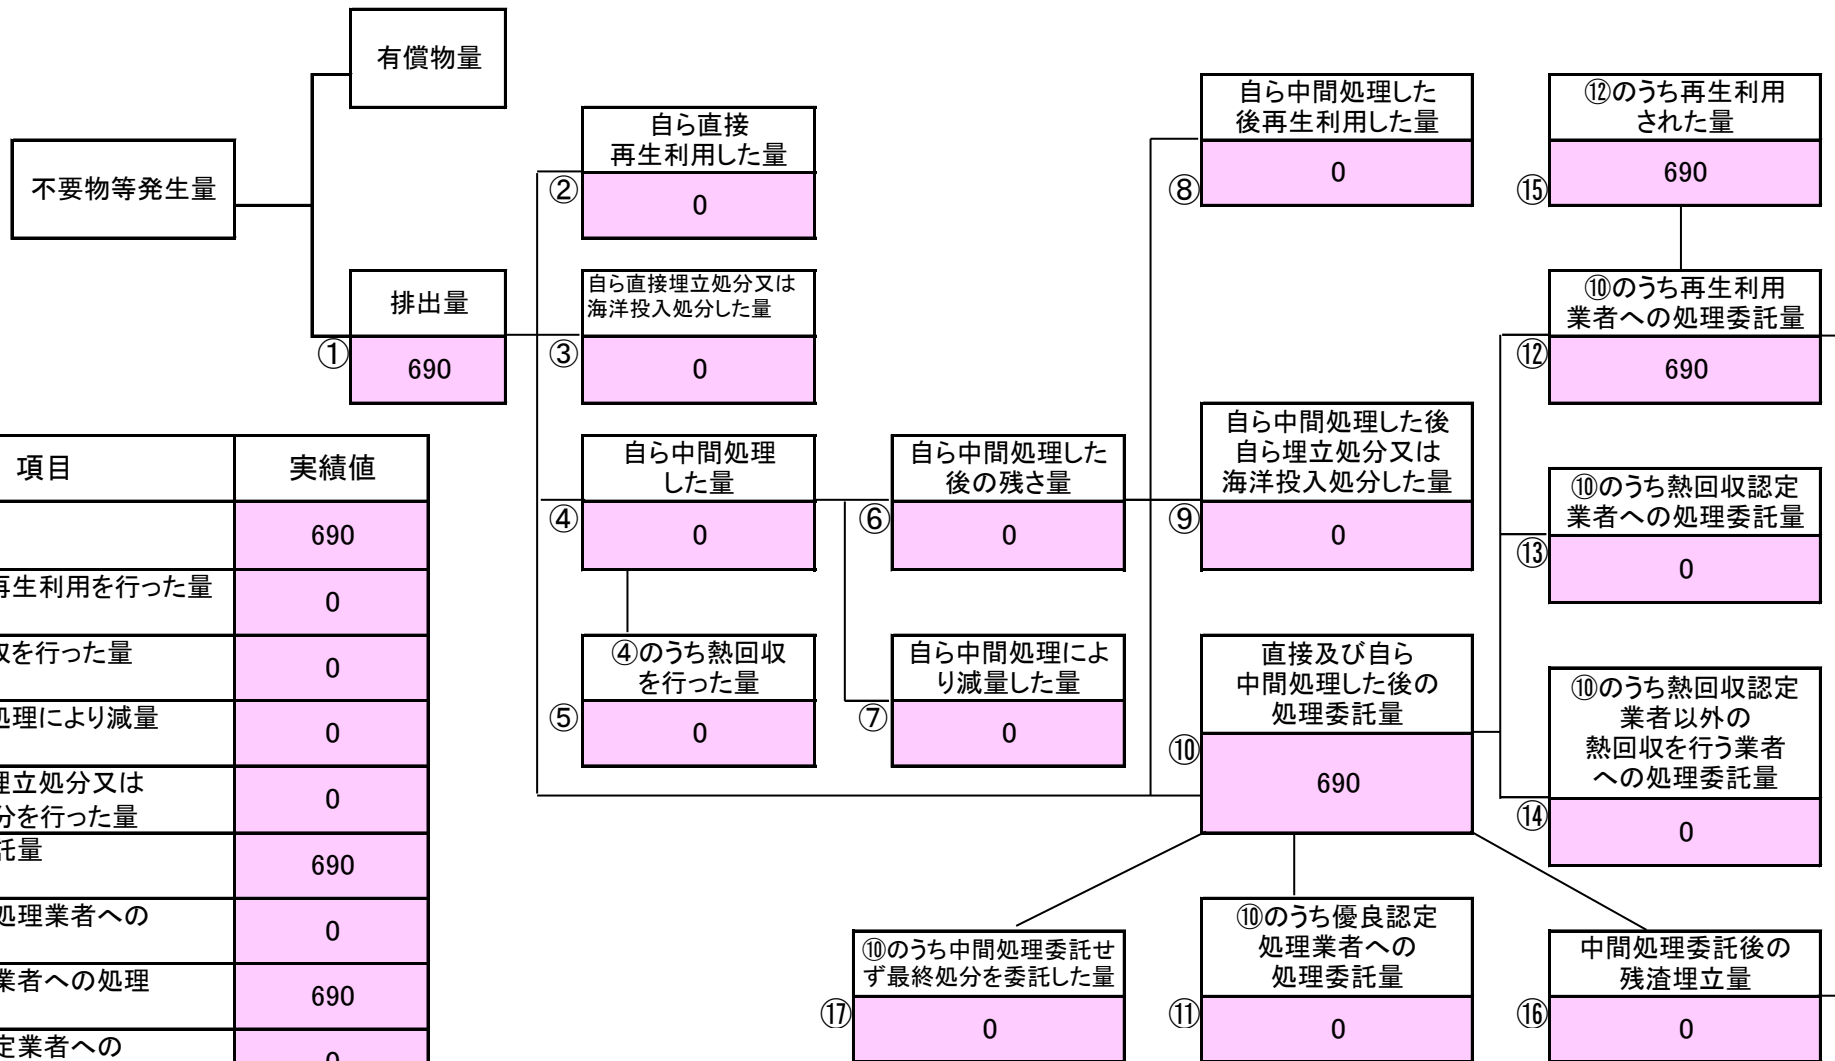 有償物量
不要物等発生量
排出量
①
690
自ら直接
再生利用した量
②
0
自ら直接埋立処分又は
海洋投入処分した量
③
0
自ら中間処理
した量
④
0
④のうち熱回収
を行った量
⑤
0
自ら中間処理した
後の残さ量
⑥
0
自ら中間処理によ
り減量した量
⑦
0
自ら中間処理した
後再生利用した量
⑧
0
自ら中間処理した後
自ら埋立処分又は
海洋投入処分した量
⑨
0
直接及び自ら
中間処理した後の
処理委託量
⑩
690
⑩のうち優良認定
処理業者への
処理委託量
⑪
0
⑫のうち再生利用
された量
⑮
690
⑩のうち再生利用
業者への処理委託量
⑫
690
⑩のうち熱回収認定
業者への処理委託量
⑬
0
⑩のうち熱回収認定
業者以外の
熱回収を行う業者
への処理委託量
⑭
0
中間処理委託後の
残渣埋立量
⑯
0
⑩のうち中間処理委託せ
ず最終処分を委託した量
⑰
0
項目 実績値
690
再生利用を行った量 0
を行った量 0
処理により減量 0
埋立処分又は
分を行った量 0
託量 690
処理業者への 0
業者への処理 690
定業者への 0